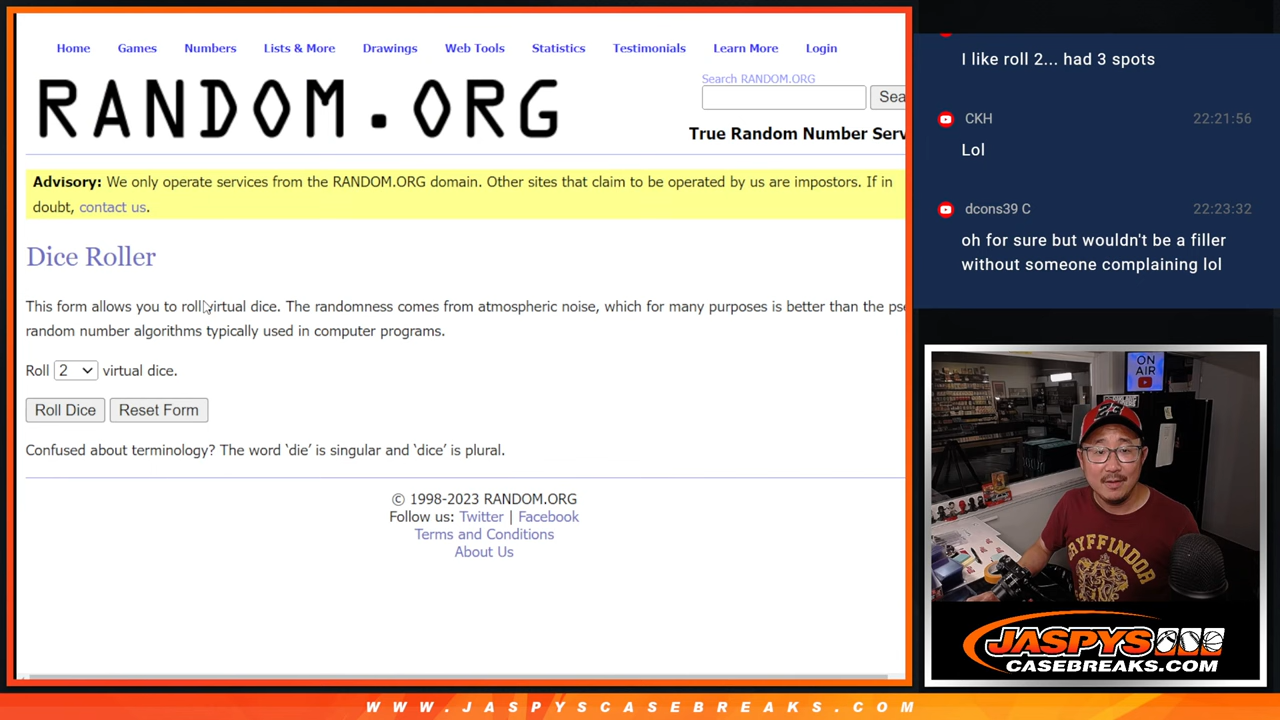 Home Games Numbers Lists & More Drawings Web Tools Statistics Testimonials Learn More Login
RANDOM.ORG
Search RANDOM.ORG
Sea
True Random Number Serv
Advisory: We only operate services from the RANDOM.ORG domain. Other sites that claim to be operated by us are impostors. If in
doubt, contact us.
Dice Roller
This form allows you to roll virtual dice. The randomness comes from atmospheric noise, which for many purposes is better than the pse
random number algorithms typically used in computer programs.
Roll 2 virtual dice.
Roll Dice Reset Form
Confused about terminology? The word ‘die’ is singular and ‘dice’ is plural.
© 1998-2023 RANDOM.ORG
Follow us: Twitter | Facebook
Terms and Conditions
About Us
I like roll 2... had 3 spots
CKH 22:21:56
Lol
dcons39 C 22:23:32
oh for sure but wouldn't be a filler
without someone complaining lol
ON
AIR
GRYFFINDOR
JASPYS
CASEBREAKS.COM
WWW.JASPYSCASEBREAKS.COM